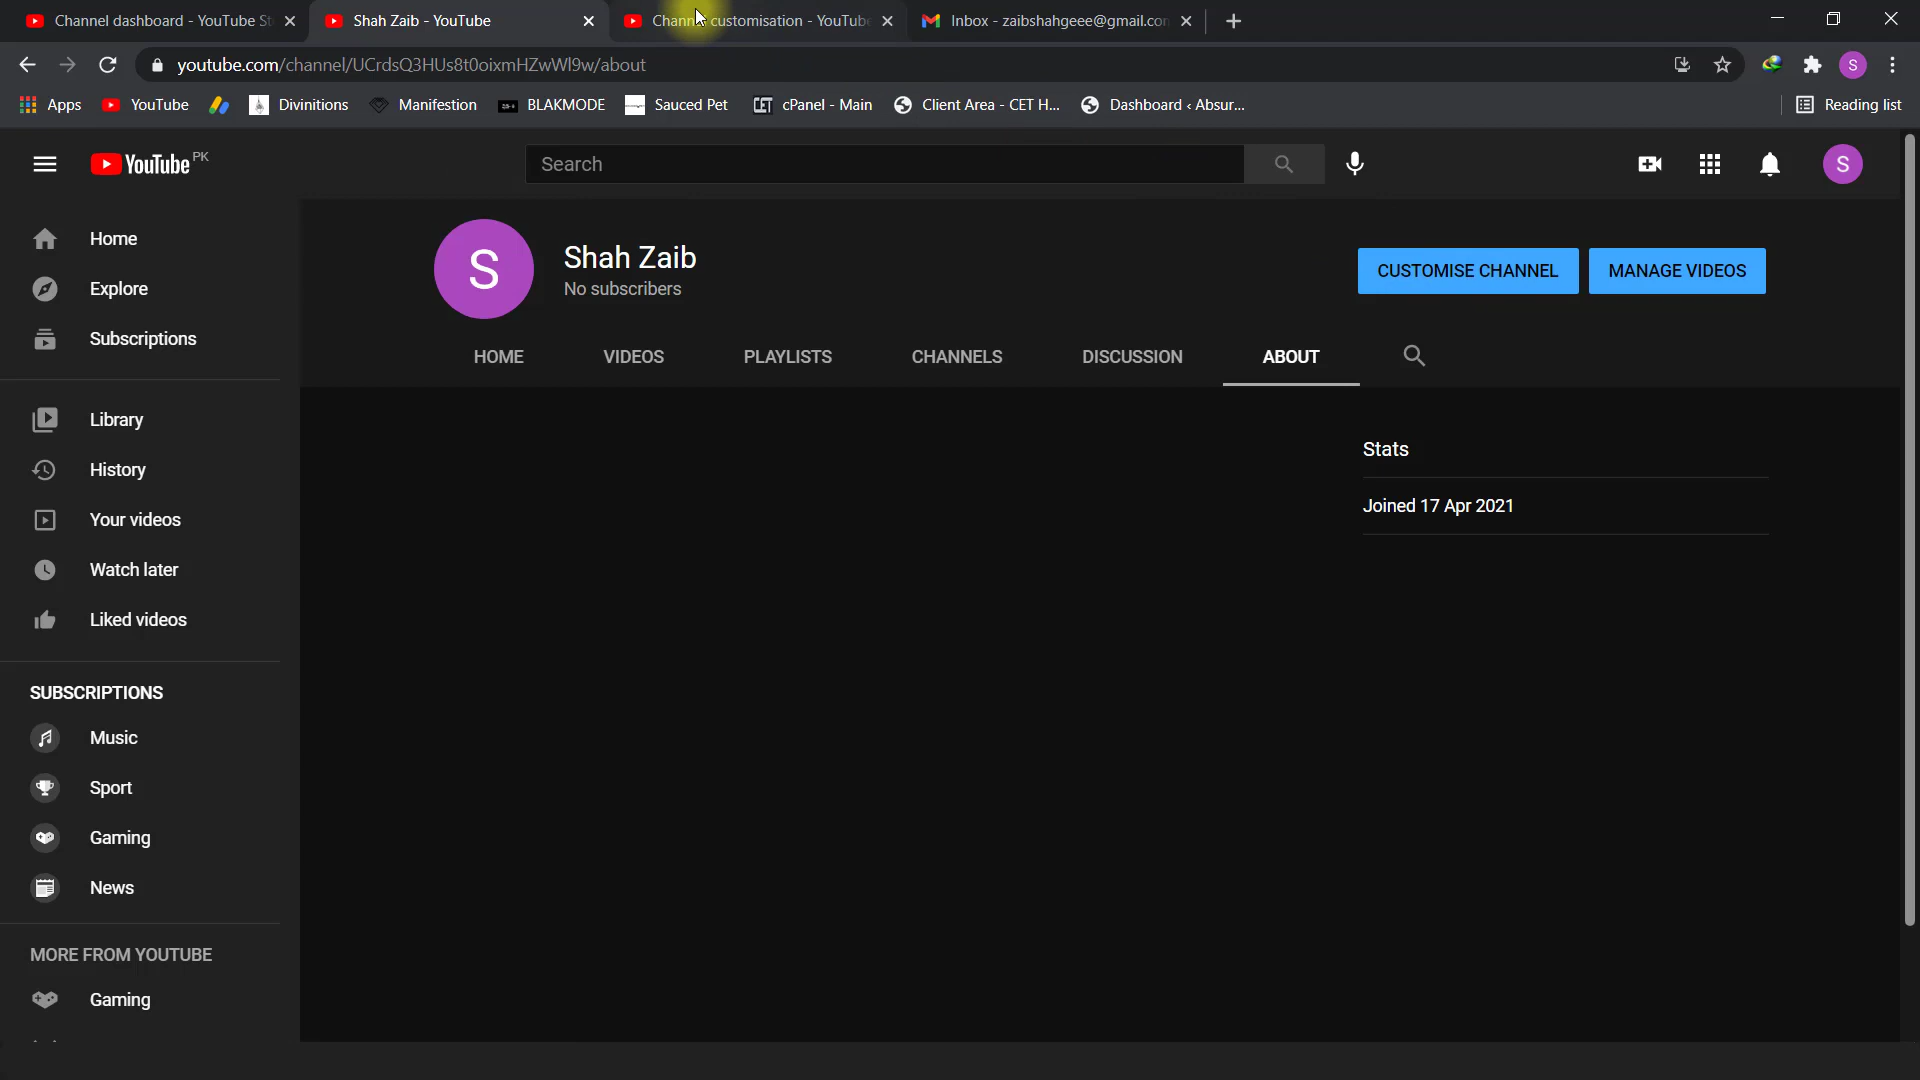 Channel dashboard - YouTube St
Shah Zaib - YouTube
Channel customisation - YouTube
Inbox - zaibshahgeee@gmail.com
youtube.com/channel/UCrdsQ3HUs8t0oixmHZwWl9w/about
S
Apps
YouTube
Divinitions
Manifestion
BLAKMODE
Sauced Pet
cPanel - Main
Client Area - CET H...
Dashboard ‹ Absur...
Reading list
YouTube PK
Search
S
Home
Explore
Subscriptions
Library
History
Your videos
Watch later
Liked videos
SUBSCRIPTIONS
Music
Sport
Gaming
News
MORE FROM YOUTUBE
Gaming
S
Shah Zaib
No subscribers
CUSTOMISE CHANNEL
MANAGE VIDEOS
HOME
VIDEOS
PLAYLISTS
CHANNELS
DISCUSSION
ABOUT
Stats
Joined 17 Apr 2021